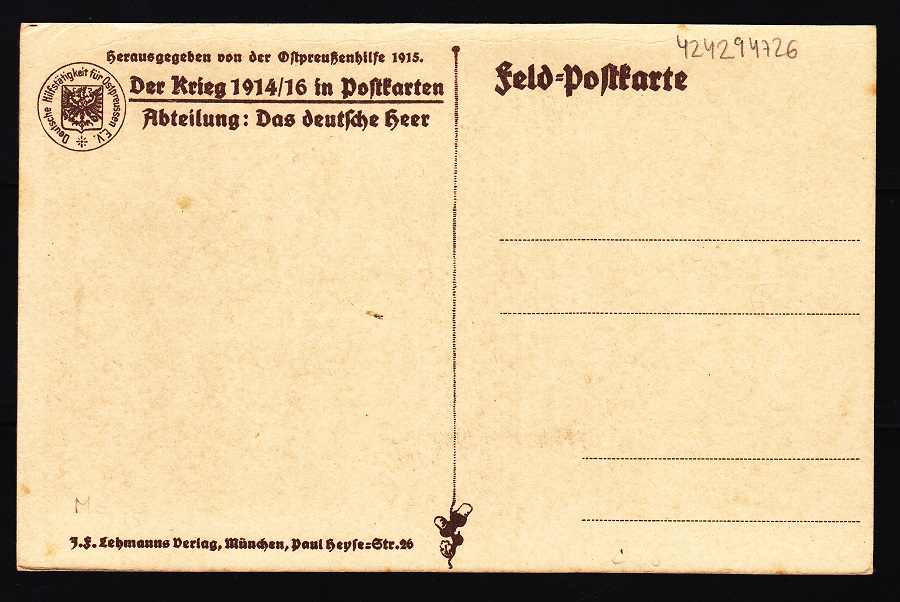 Herausgegeben von der Ostpreußenhilfe 1915.
Der Krieg 1914/16 in Postkarten
Abteilung: Das deutsche Heer
Deutsche Hilfstätigkeit für Ostpreussen E.V.
J.F. Lehmanns Verlag, München, Paul Heyse=Str. 26
M
424294726
Feld=Postkarte